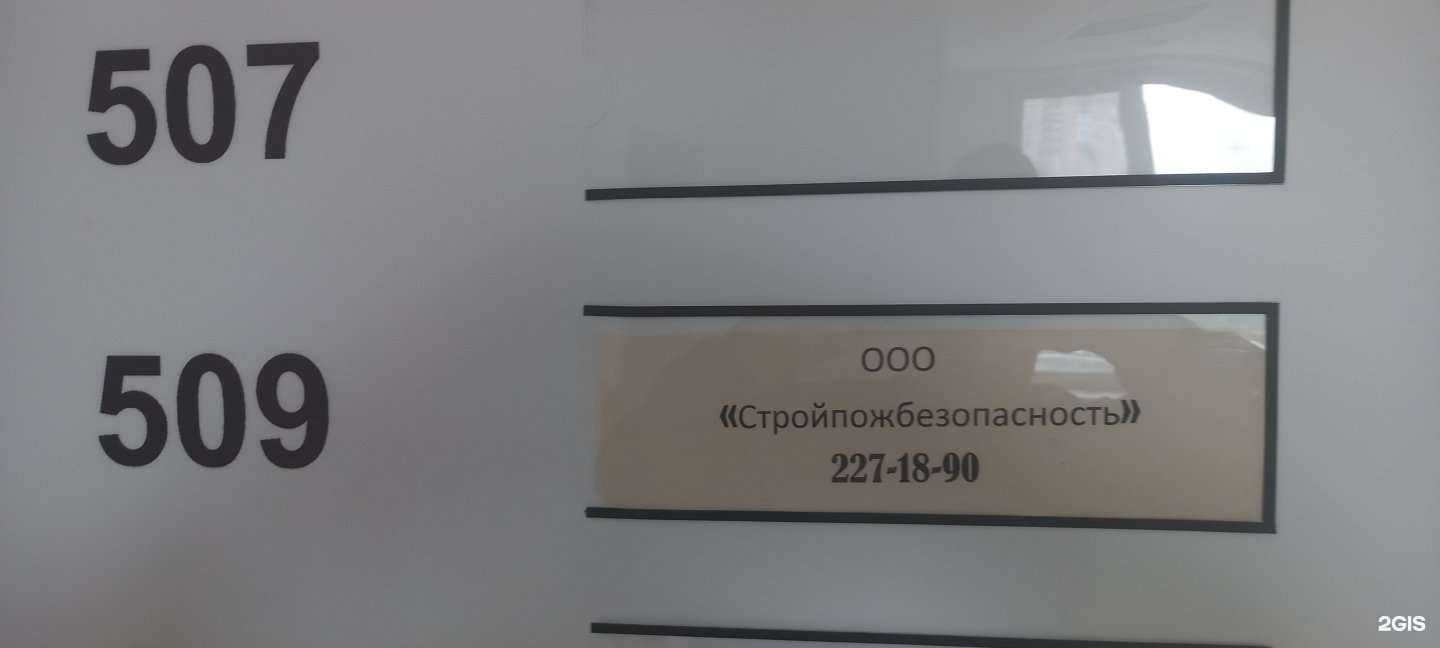 507
509
ООО
«Стройпожбезопасность»
227-18-90
2GIS